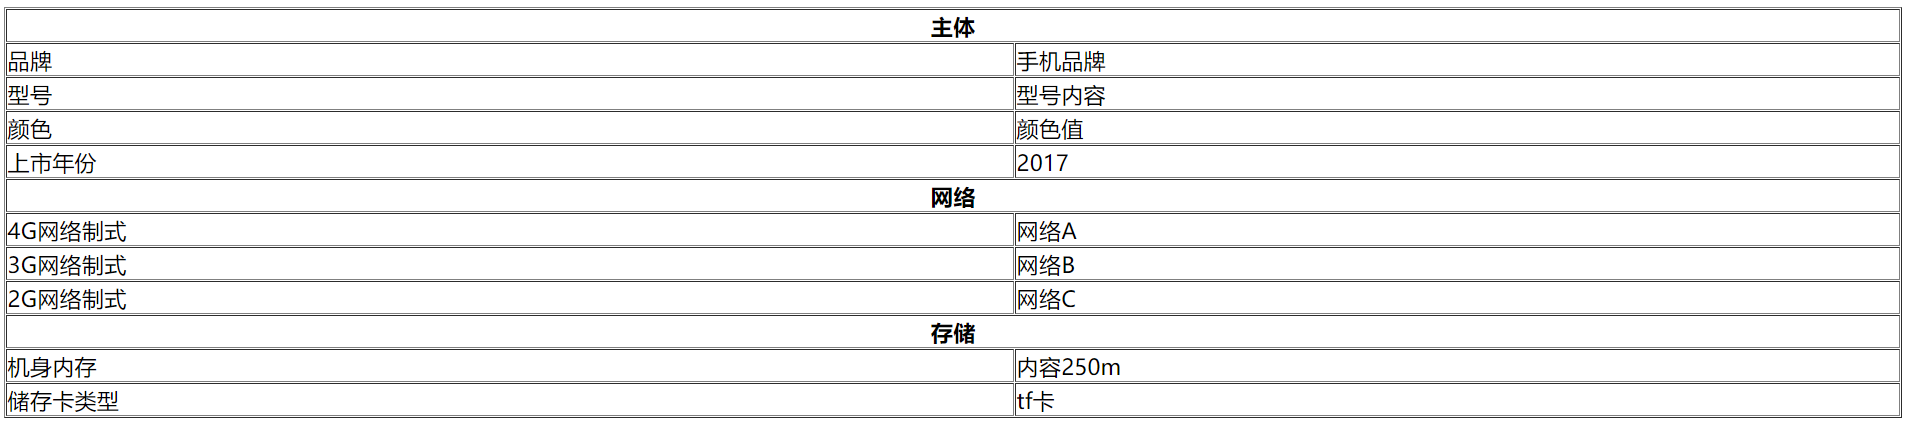 主体
品牌 手机品牌
型号 型号内容
颜色 颜色值
上市年份 2017
网络
4G网络制式 网络A
3G网络制式 网络B
2G网络制式 网络C
存储
机身内存 内容250m
储存卡类型 tf卡